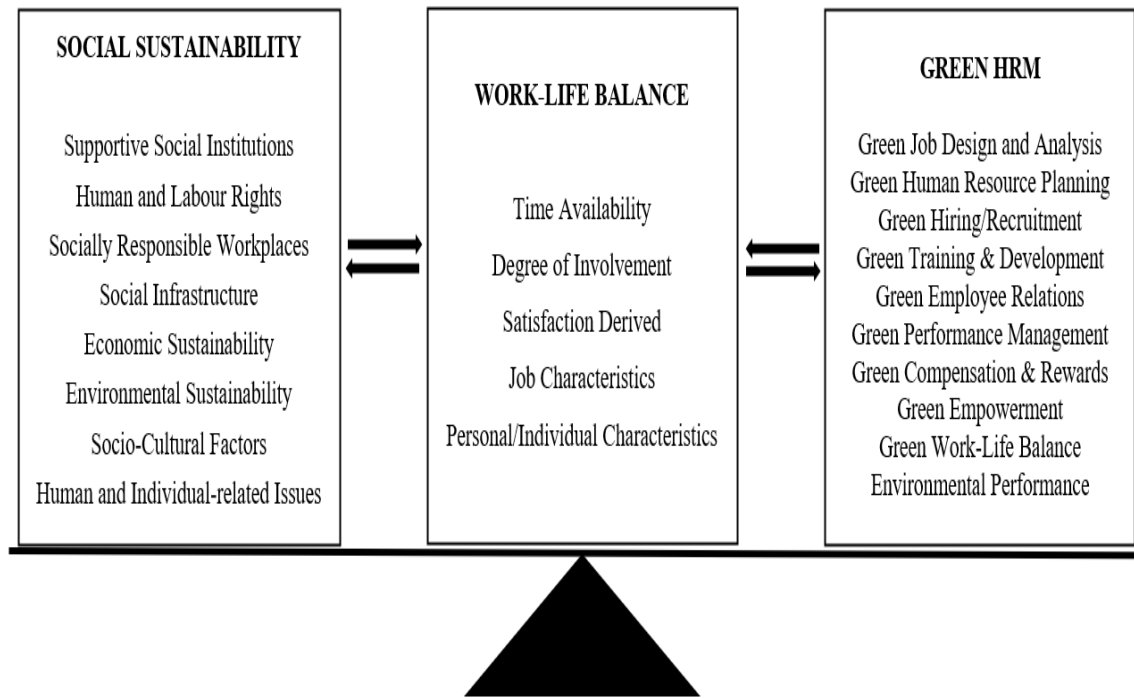 SOCIAL SUSTAINABILITY
Supportive Social Institutions
Human and Labour Rights
Socially Responsible Workplaces
Social Infrastructure
Economic Sustainability
Environmental Sustainability
Socio-Cultural Factors
Human and Individual-related Issues
WORK-LIFE BALANCE
Time Availability
Degree of Involvement
Satisfaction Derived
Job Characteristics
Personal/Individual Characteristics
GREEN HRM
Green Job Design and Analysis
Green Human Resource Planning
Green Hiring/Recruitment
Green Training & Development
Green Employee Relations
Green Performance Management
Green Compensation & Rewards
Green Empowerment
Green Work-Life Balance
Environmental Performance